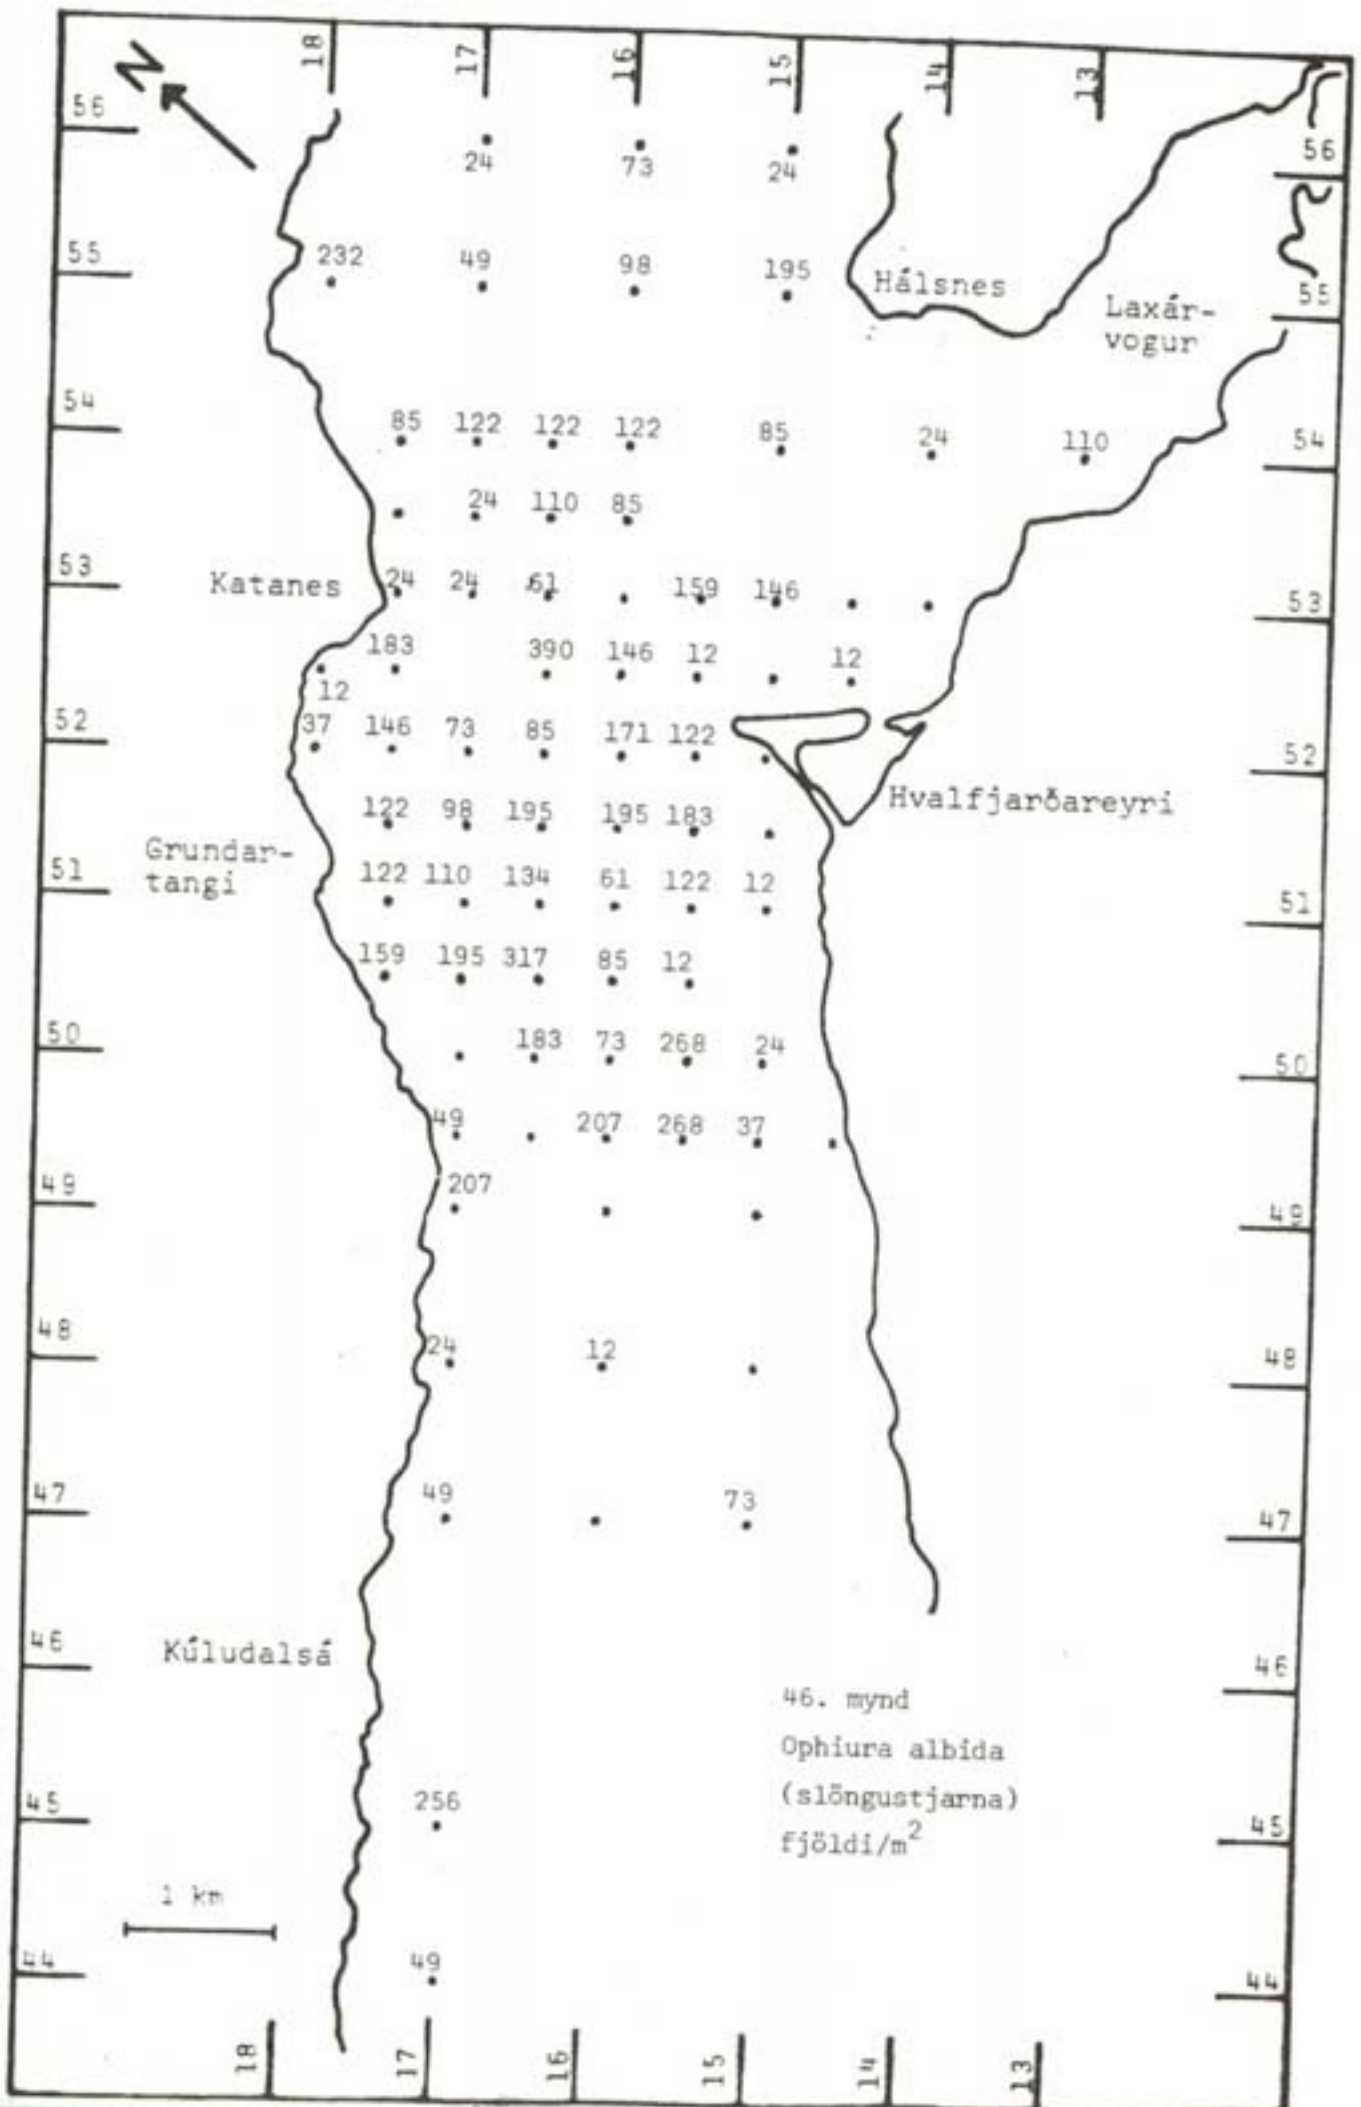 18 17 16 15 14 13
N
56
24 73 24
56
55
232 49 98 195
Hálsnes
Laxár-
vogur
55
54
85 122 122 122 85 24 110
54
24 110 85
53
Katanes
24 24 61 159 146
53
183 390 146 12 12
12
52
37 146 73 85 171 122
52
Hvalfjarðareyri
122 98 195 195 183
Grundar-
tangi
51
122 110 134 61 122 12
51
159 195 317 85 12
50
183 73 268 24
50
49 207 268 37
49
207
49
48
24 12
48
47
49 73
47
46
Kúludalsá
46
46. mynd
Ophiura albida
(slöngustjarna)
fjöldi/m²
45
256
45
1 km
44
49
44
18 17 16 15 14 13